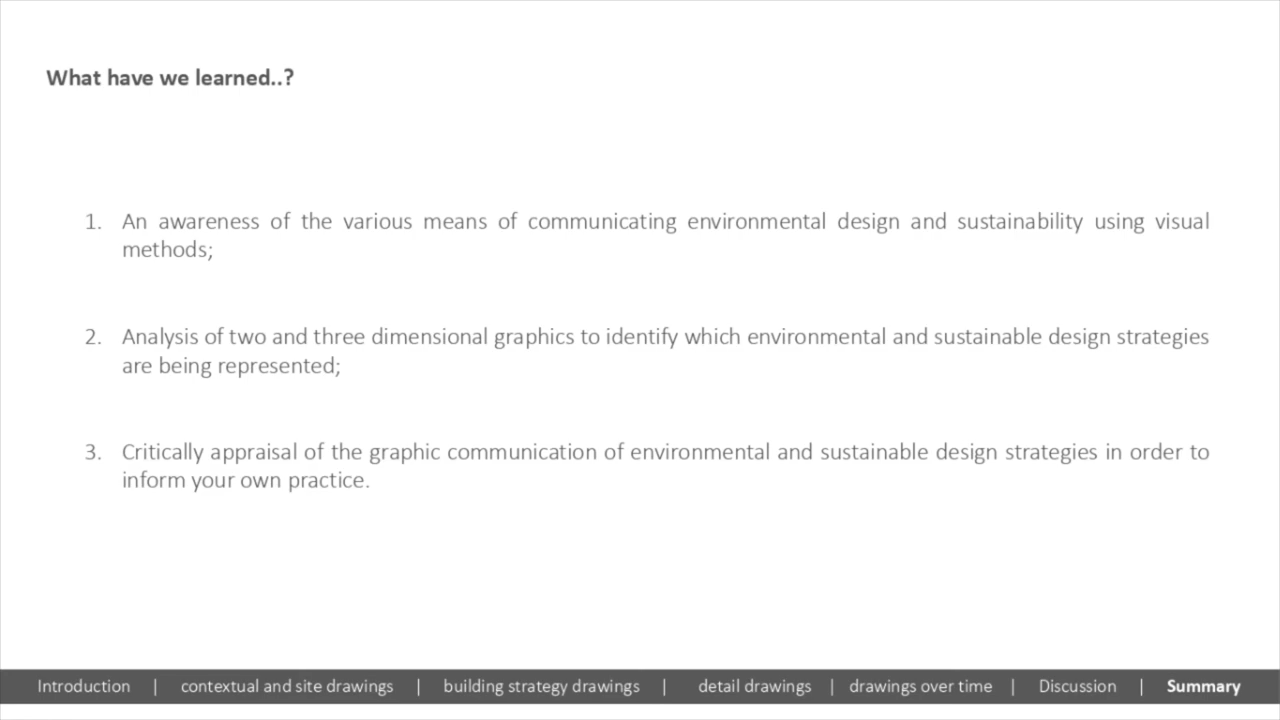 What have we learned..?
1. An awareness of the various means of communicating environmental design and sustainability using visual
methods;
2. Analysis of two and three dimensional graphics to identify which environmental and sustainable design strategies
are being represented;
3. Critically appraisal of the graphic communication of environmental and sustainable design strategies in order to
inform your own practice.
Introduction | contextual and site drawings | building strategy drawings | detail drawings | drawings over time | Discussion | Summary